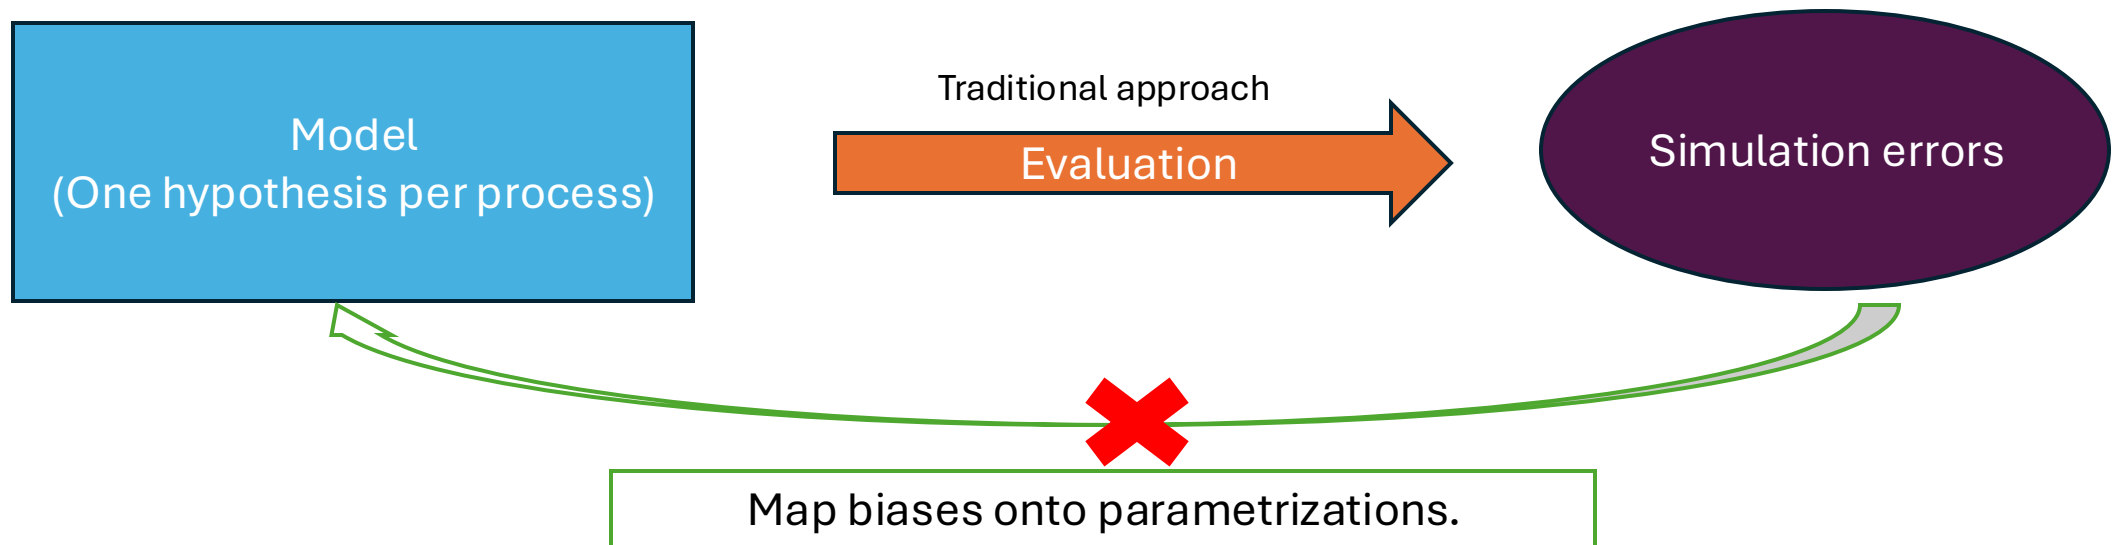 Model
(One hypothesis per process)
Traditional approach
Evaluation
Simulation errors
Map biases onto parametrizations.